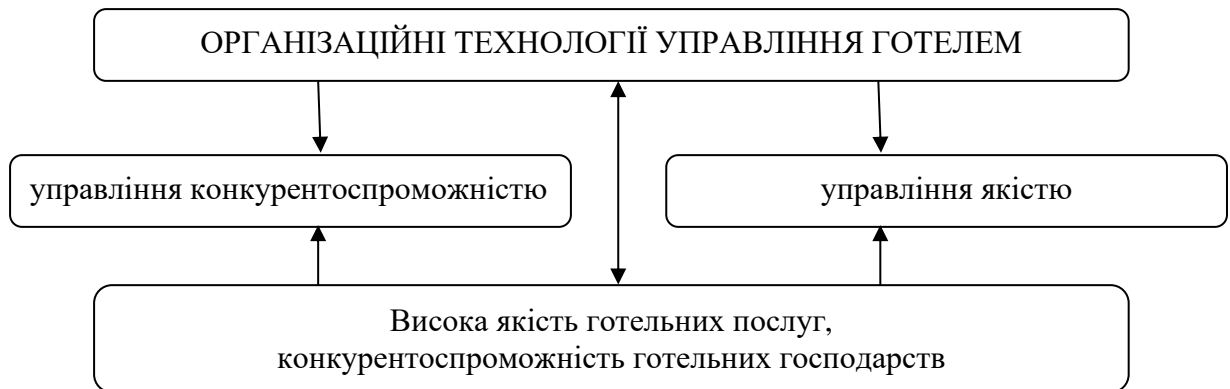 ОРГАНІЗАЦІЙНІ ТЕХНОЛОГІЇ УПРАВЛІННЯ ГОТЕЛЕМ
управління конкурентоспроможністю
управління якістю
Висока якість готельних послуг,
конкурентоспроможність готельних господарств